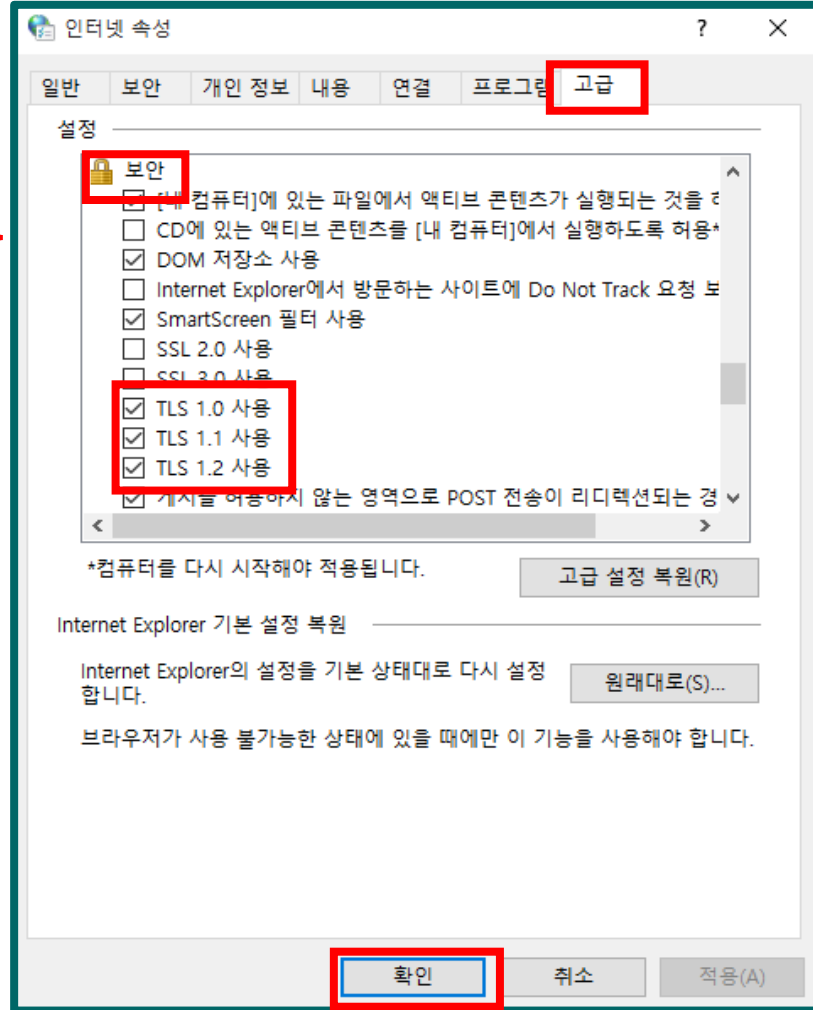 인터넷 속성
?
일반 보안 개인 정보 내용 연결 프로그램 고급
설정
보안
[내 컴퓨터]에 있는 파일에서 액티브 콘텐츠가 실행되는 것을
CD에 있는 액티브 콘텐츠를 [내 컴퓨터]에서 실행하도록 허용*
DOM 저장소 사용
Internet Explorer에서 방문하는 사이트에 Do Not Track 요청 보
SmartScreen 필터 사용
SSL 2.0 사용
SSL 3.0 사용
TLS 1.0 사용
TLS 1.1 사용
TLS 1.2 사용
게시를 허용하지 않는 영역으로 POST 전송이 리디렉션되는 경
*컴퓨터를 다시 시작해야 적용됩니다.
고급 설정 복원(R)
Internet Explorer 기본 설정 복원
Internet Explorer의 설정을 기본 상태대로 다시 설정
합니다.
원래대로(S)...
브라우저가 사용 불가능한 상태에 있을 때에만 이 기능을 사용해야 합니다.
확인 취소 적용(A)